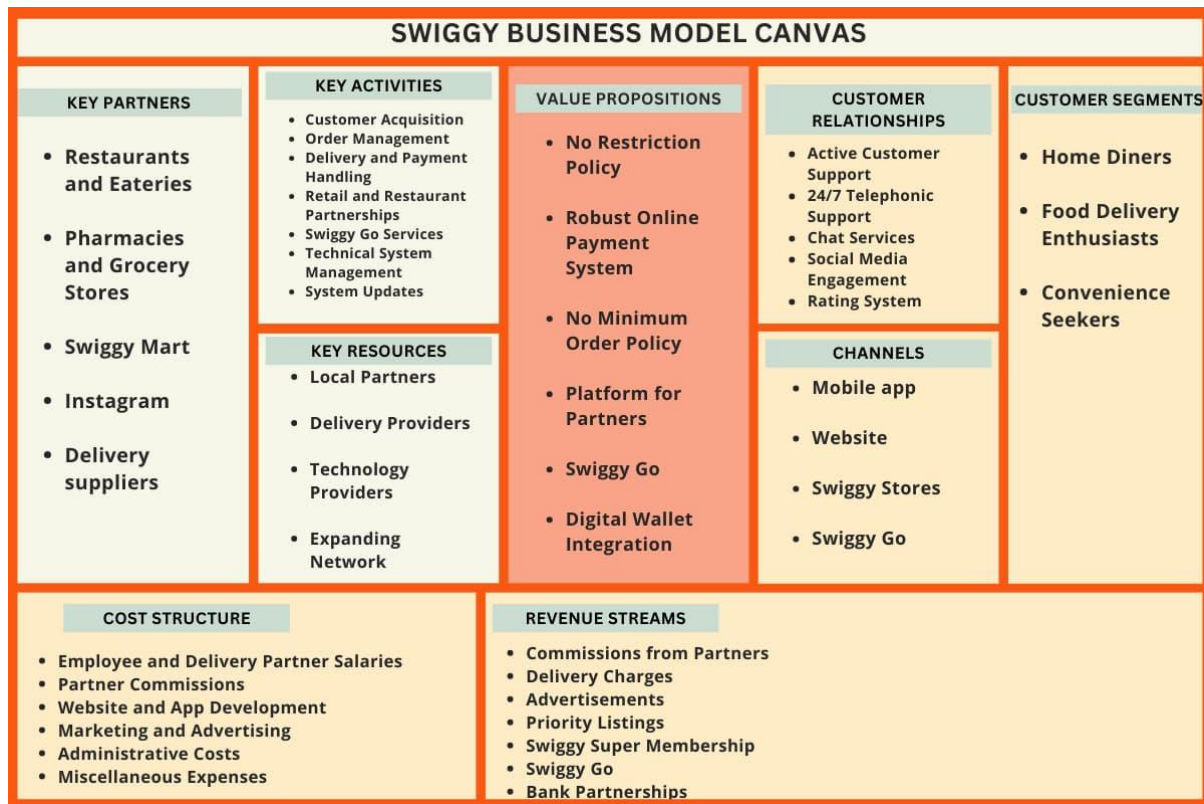 SWIGGY BUSINESS MODEL CANVAS
KEY PARTNERS
• Restaurants
and Eateries
• Pharmacies
and Grocery
Stores
• Swiggy Mart
• Instagram
• Delivery
suppliers
KEY ACTIVITIES
• Customer Acquisition
• Order Management
• Delivery and Payment
Handling
• Retail and Restaurant
Partnerships
• Swiggy Go Services
• Technical System
Management
• System Updates
KEY RESOURCES
• Local Partners
• Delivery Providers
• Technology
Providers
• Expanding
Network
VALUE PROPOSITIONS
• No Restriction
Policy
• Robust Online
Payment
System
• No Minimum
Order Policy
• Platform for
Partners
• Swiggy Go
• Digital Wallet
Integration
CUSTOMER
RELATIONSHIPS
• Active Customer
Support
• 24/7 Telephonic
Support
• Chat Services
• Social Media
Engagement
• Rating System
CHANNELS
• Mobile app
• Website
• Swiggy Stores
• Swiggy Go
CUSTOMER SEGMENTS
• Home Diners
• Food Delivery
Enthusiasts
• Convenience
Seekers
COST STRUCTURE
• Employee and Delivery Partner Salaries
• Partner Commissions
• Website and App Development
• Marketing and Advertising
• Administrative Costs
• Miscellaneous Expenses
REVENUE STREAMS
• Commissions from Partners
• Delivery Charges
• Advertisements
• Priority Listings
• Swiggy Super Membership
• Swiggy Go
• Bank Partnerships